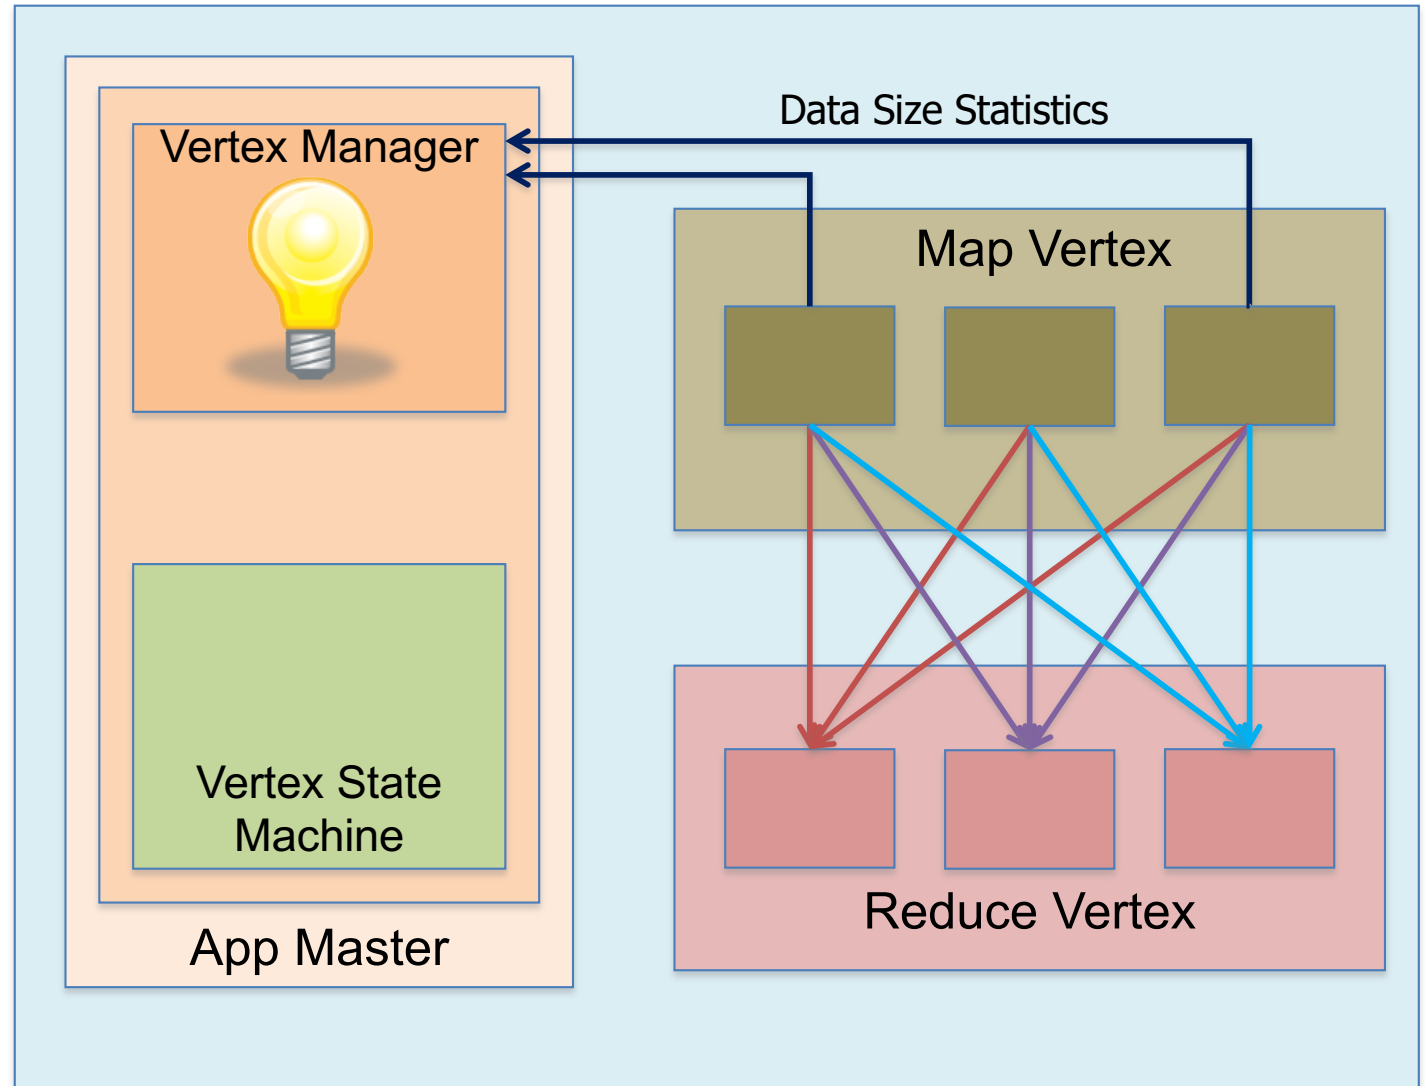 Data Size Statistics
Vertex Manager
Map Vertex
Vertex State
Machine
Reduce Vertex
App Master